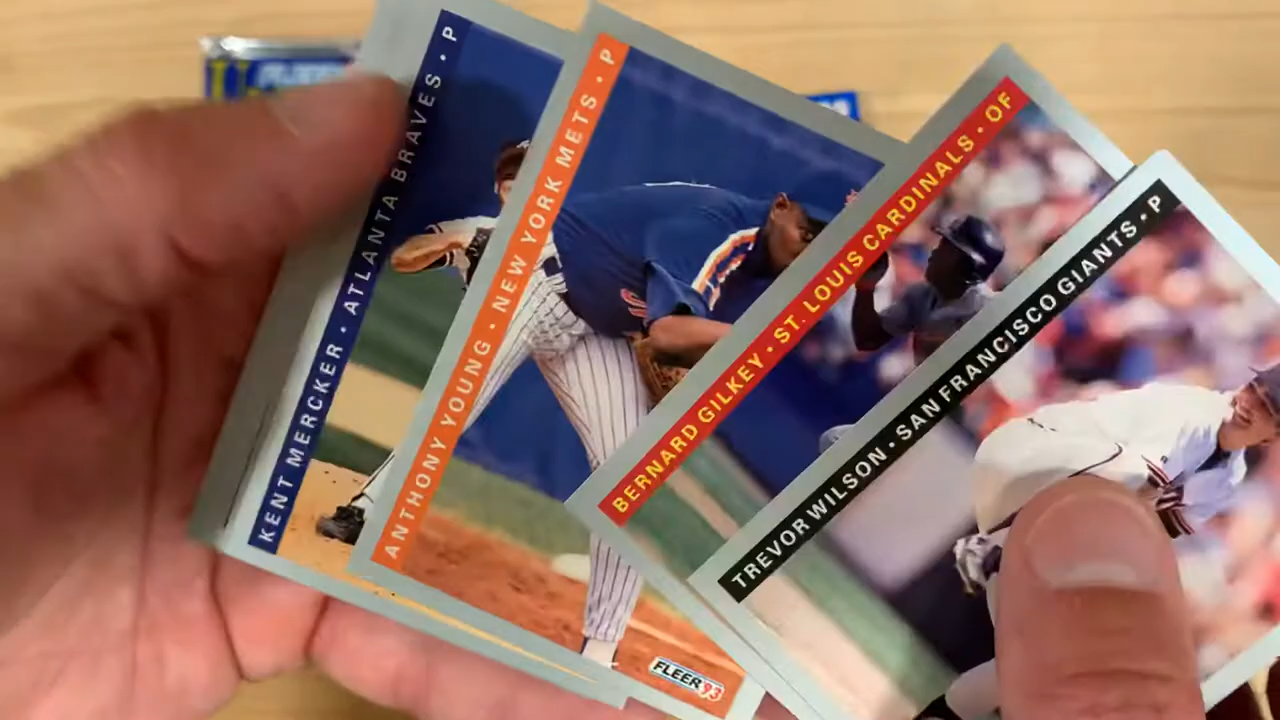 KENT MERCKER • ATLANTA BRAVES • P
ANTHONY YOUNG • NEW YORK METS • P
BERNARD GILKEY • ST. LOUIS CARDINALS • OF
TREVOR WILSON • SAN FRANCISCO GIANTS • P
FLEER 93